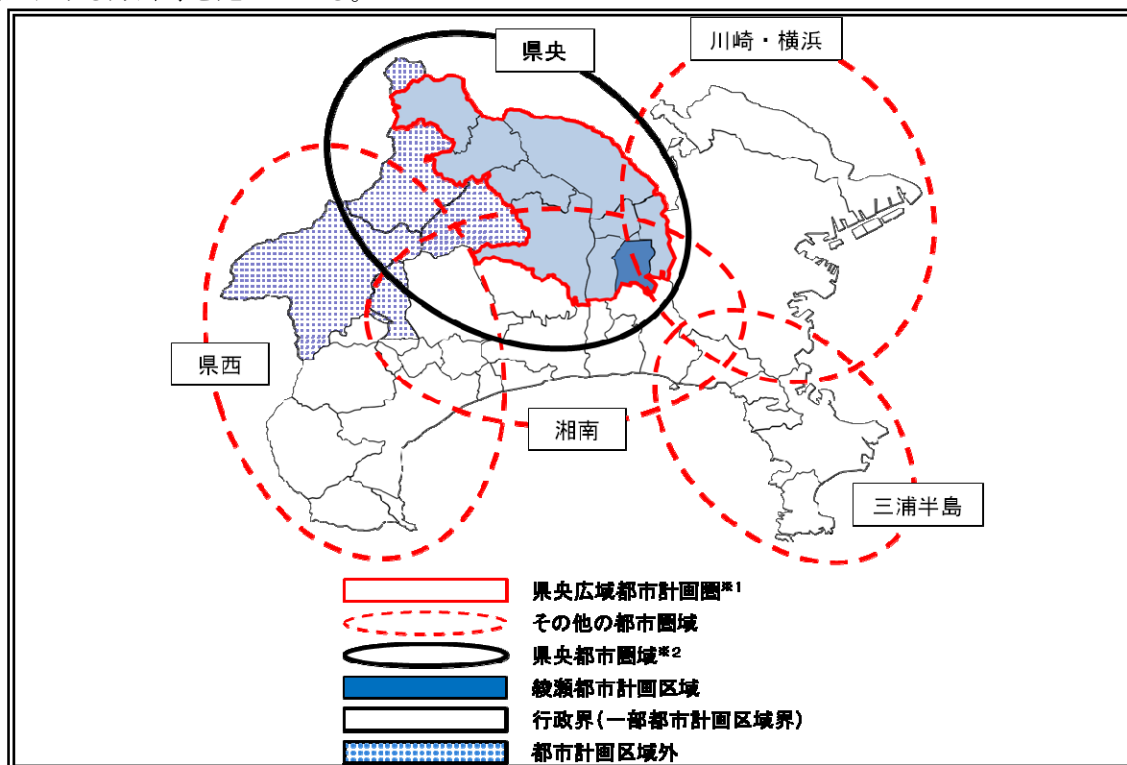 県央
川崎・横浜
県西
湘南
三浦半島
県央広域都市計画圏※1
その他の都市圏域
県央都市圏域※2
綾瀬都市計画区域
行政界(一部都市計画区域界)
都市計画区域外